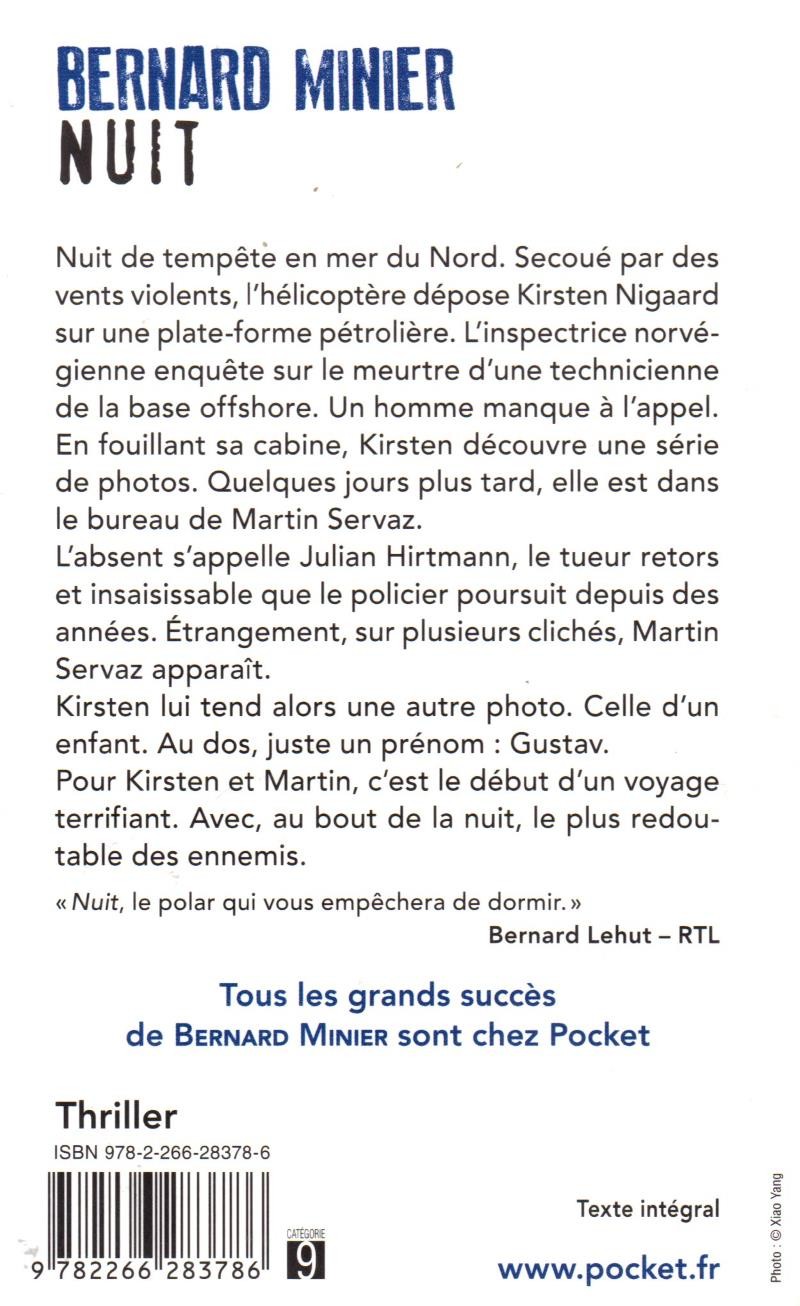 BERNARD MINIER
NUIT
Nuit de tempête en mer du Nord. Secoué par des
vents violents, l'hélicoptère dépose Kirsten Nigaard
sur une plate-forme pétrolière. L'inspectrice norvé-
gienne enquête sur le meurtre d'une technicienne
de la base offshore. Un homme manque à l'appel.
En fouillant sa cabine, Kirsten découvre une série
de photos. Quelques jours plus tard, elle est dans
le bureau de Martin Servaz.
L'absent s'appelle Julian Hirtmann, le tueur retors
et insaisissable que le policier poursuit depuis des
années. Étrangement, sur plusieurs clichés, Martin
Servaz apparaît.
Kirsten lui tend alors une autre photo. Celle d'un
enfant. Au dos, juste un prénom : Gustav.
Pour Kirsten et Martin, c'est le début d'un voyage
terrifiant. Avec, au bout de la nuit, le plus redou-
table des ennemis.
« Nuit, le polar qui vous empêchera de dormir. »
Bernard Lehut – RTL
Tous les grands succès
de BERNARD MINIER sont chez Pocket
Thriller
ISBN 978-2-266-28378-6
9 782266 283786
CATÉGORIE
9
Texte intégral
www.pocket.fr
Photo : © Xiao Yang